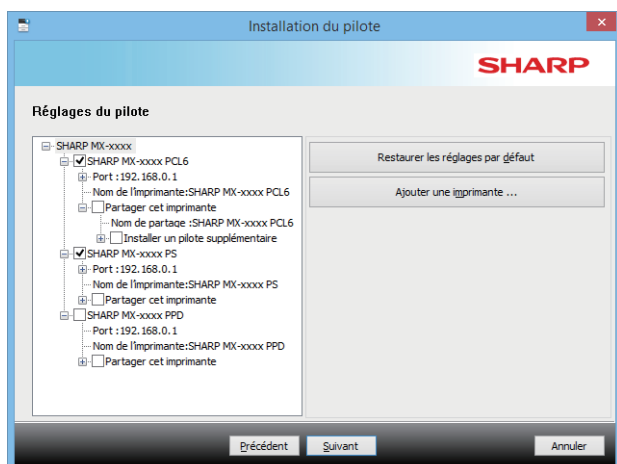 Installation du pilote
SHARP
Réglages du pilote
SHARP MX-xxxx
SHARP MX-xxxx PCL6
Port :192.168.0.1
Nom de l'imprimante:SHARP MX-xxxx PCL6
Partager cet imprimante
Nom de partage :SHARP MX-xxxx PCL6
Installer un pilote supplémentaire
SHARP MX-xxxx PS
Port :192.168.0.1
Nom de l'imprimante:SHARP MX-xxxx PS
Partager cet imprimante
SHARP MX-xxxx PPD
Port :192.168.0.1
Nom de l'imprimante:SHARP MX-xxxx PPD
Partager cet imprimante
Restaurer les réglages par défaut
Ajouter une imprimante ...
Précédent
Suivant
Annuler